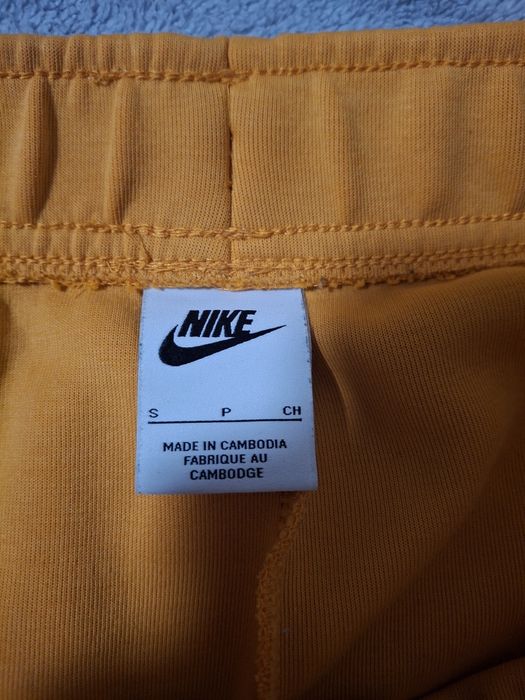 NIKE
S P CH
MADE IN CAMBODIA
FABRIQUE AU
CAMBODGE